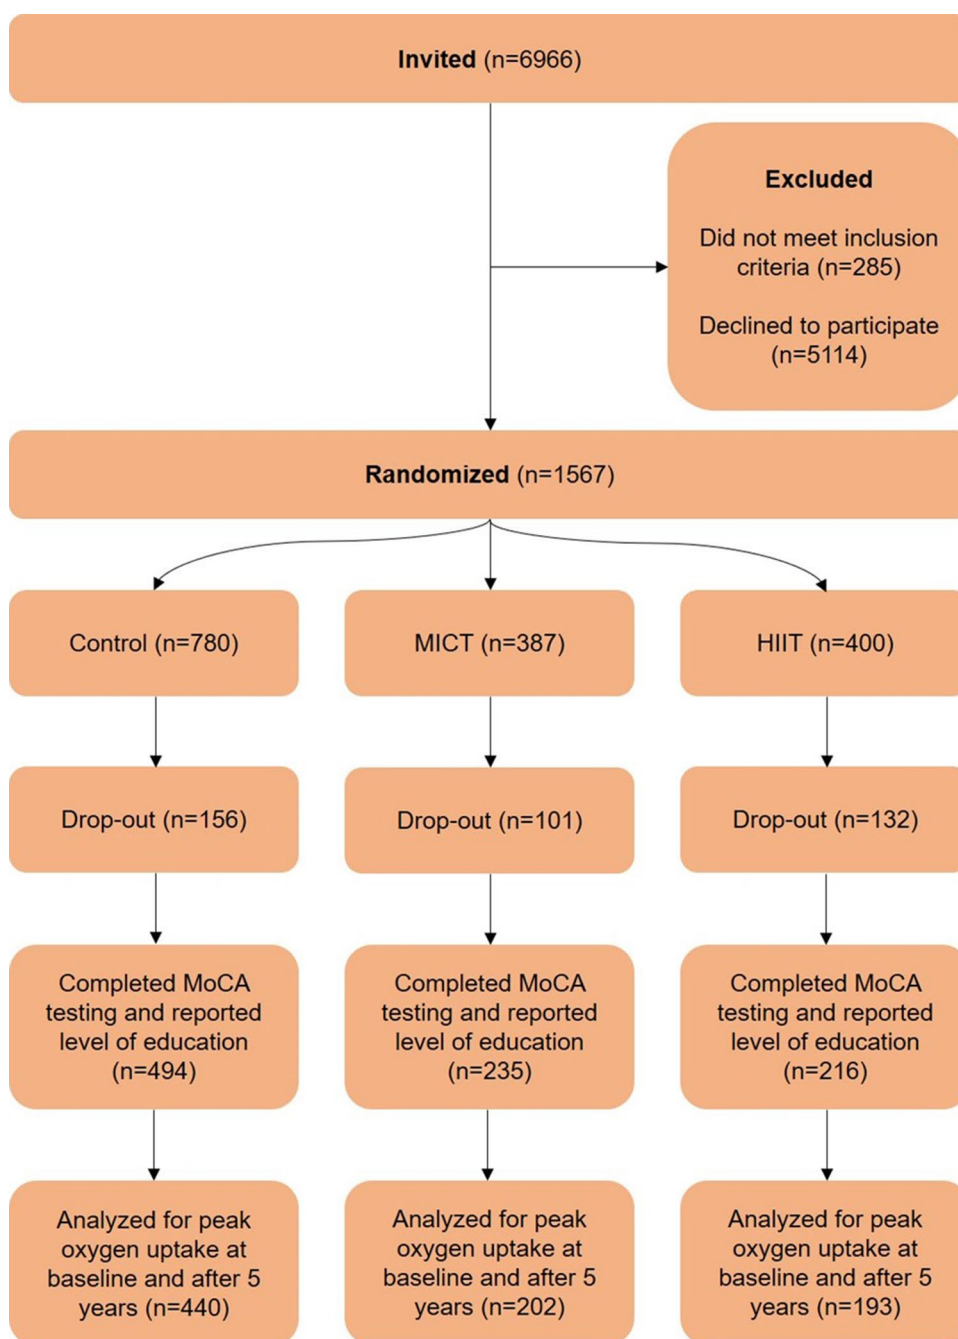 Invited (n=6966)
Excluded
Did not meet inclusion
criteria (n=285)
Declined to participate
(n=5114)
Randomized (n=1567)
Control (n=780)
MICT (n=387)
HIIT (n=400)
Drop-out (n=156)
Drop-out (n=101)
Drop-out (n=132)
Completed MoCA
testing and reported
level of education
(n=494)
Completed MoCA
testing and reported
level of education
(n=235)
Completed MoCA
testing and reported
level of education
(n=216)
Analyzed for peak
oxygen uptake at
baseline and after 5
years (n=440)
Analyzed for peak
oxygen uptake at
baseline and after 5
years (n=202)
Analyzed for peak
oxygen uptake at
baseline and after 5
years (n=193)